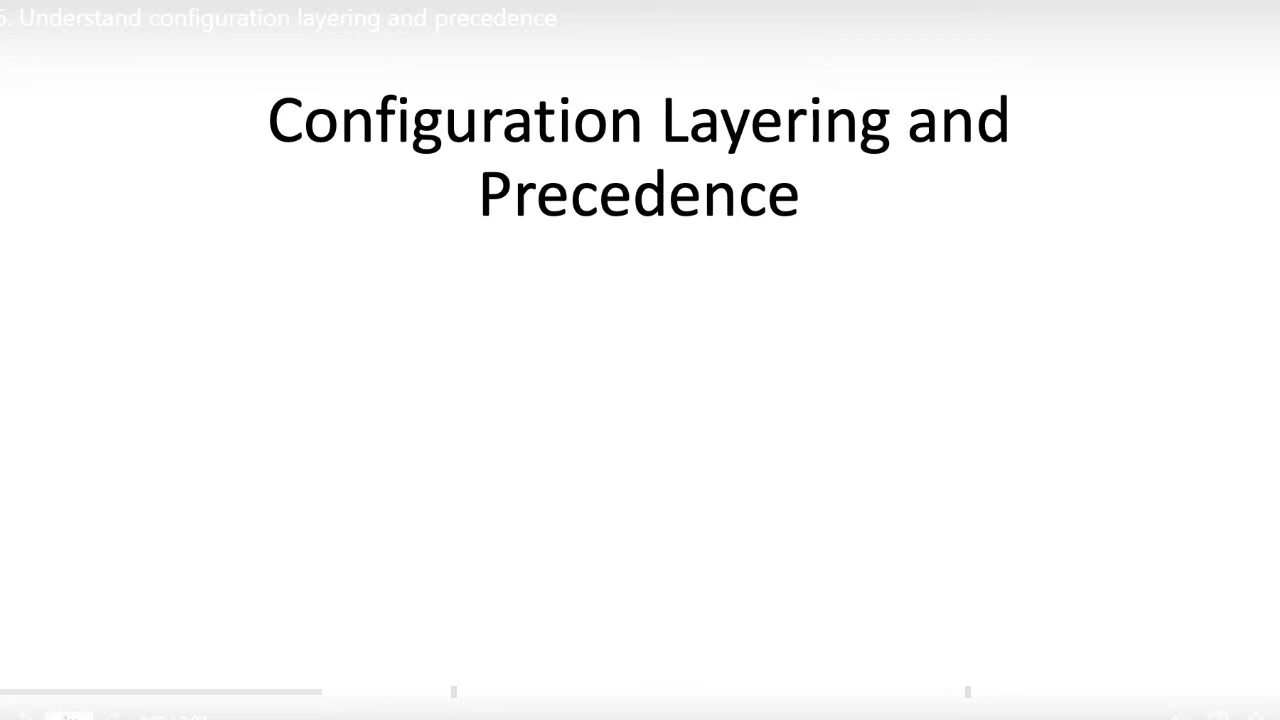 5. Understand configuration layering and precedence
Configuration Layering and
Precedence